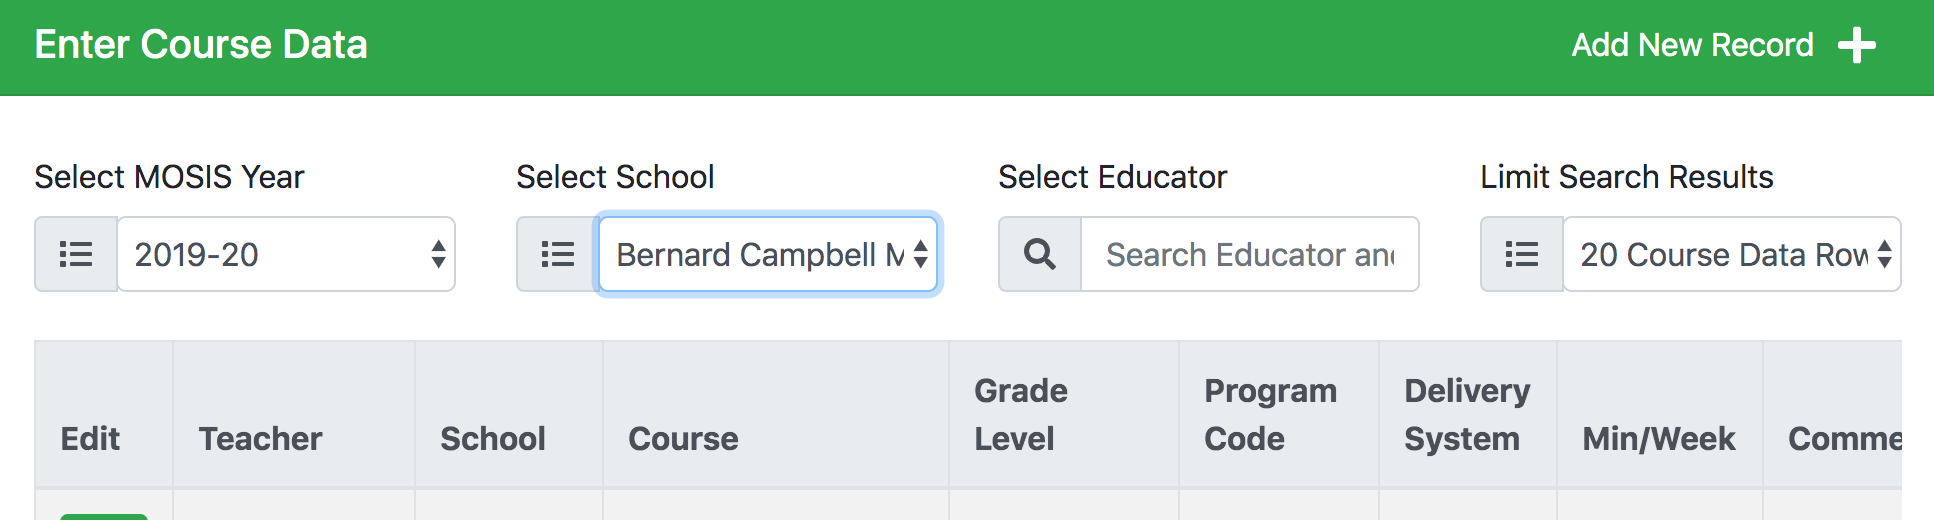 Enter Course Data
Add New Record
Select MOSIS Year
Select School
Select Educator
Limit Search Results
2019-20
Bernard Campbell M
Search Educator and
20 Course Data Row
Edit
Teacher
School
Course
Grade
Level
Program
Code
Delivery
System
Min/Week
Comme